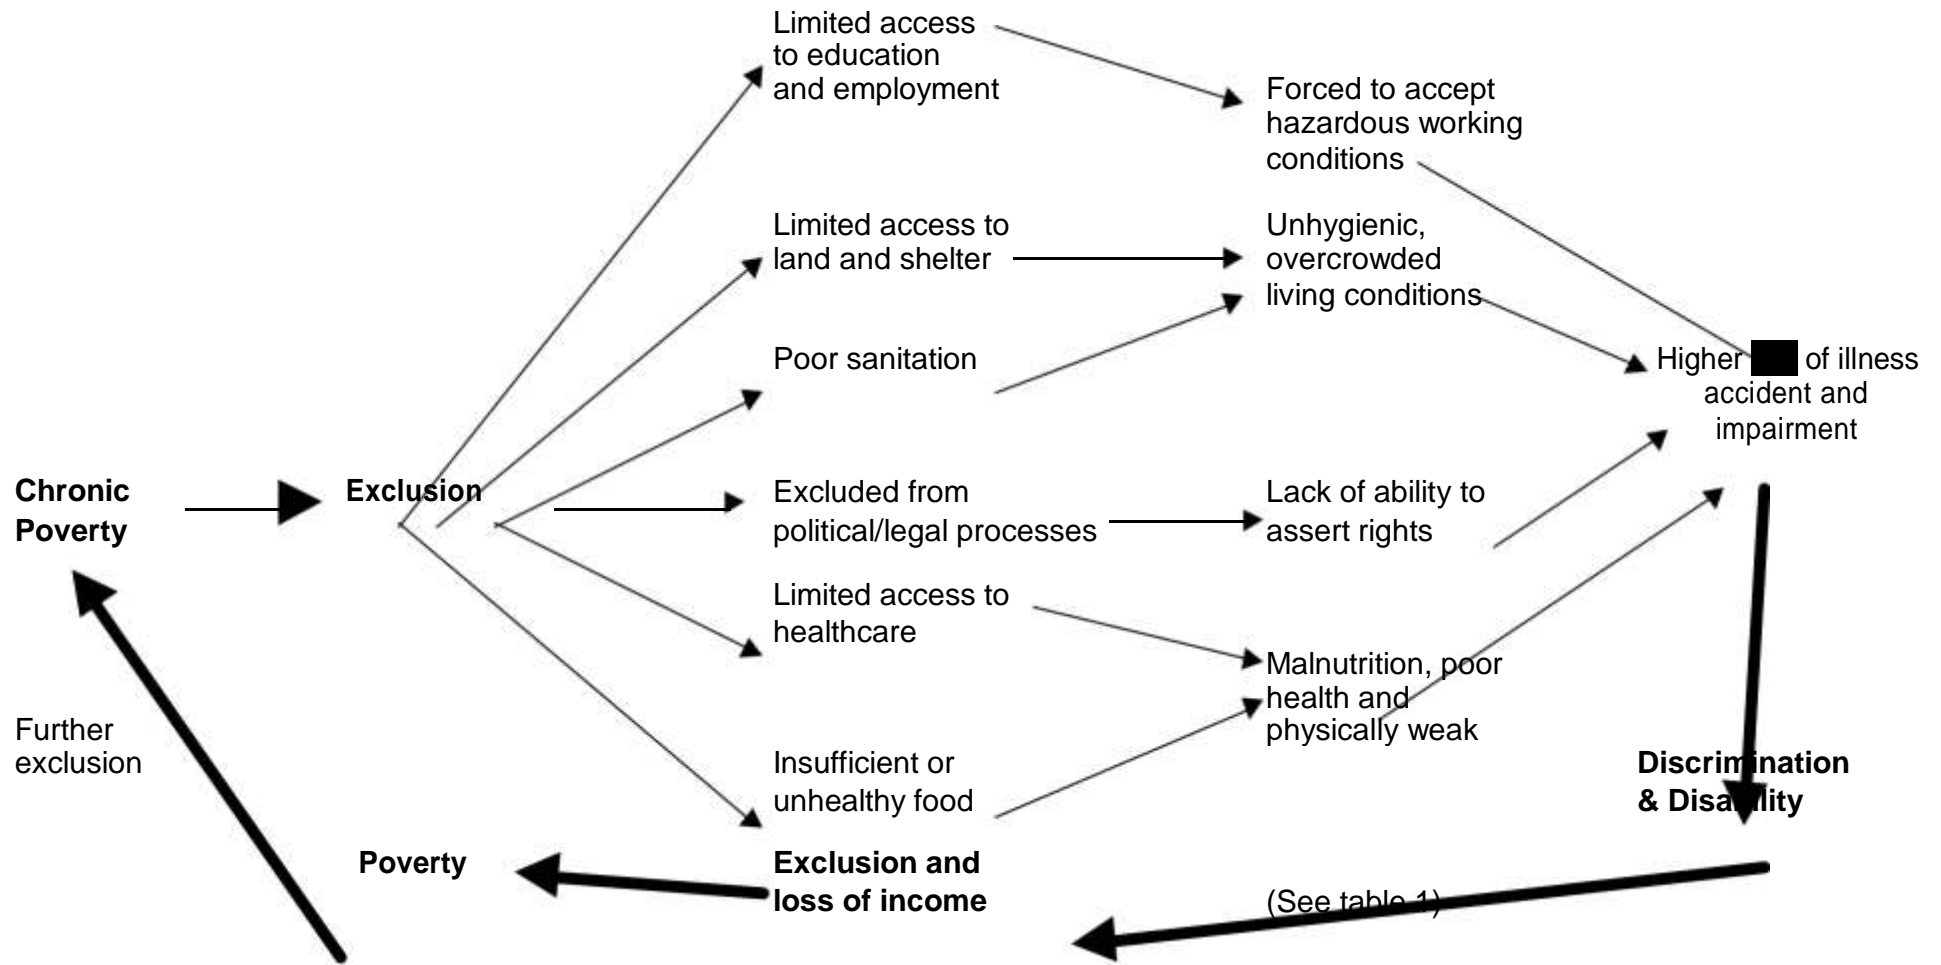 Limited access
to education
and employment
Forced to accept
hazardous working
conditions
Limited access to
land and shelter
Unhygienic,
overcrowded
living conditions
Poor sanitation
Higher of illness
accident and
impairment
Chronic
Poverty
Exclusion
Excluded from
political/legal processes
Lack of ability to
assert rights
Limited access to
healthcare
Malnutrition, poor
health and
physically weak
Further
exclusion
Insufficient or
unhealthy food
Discrimination
& Disability
Poverty
Exclusion and
loss of income
(See table 1)